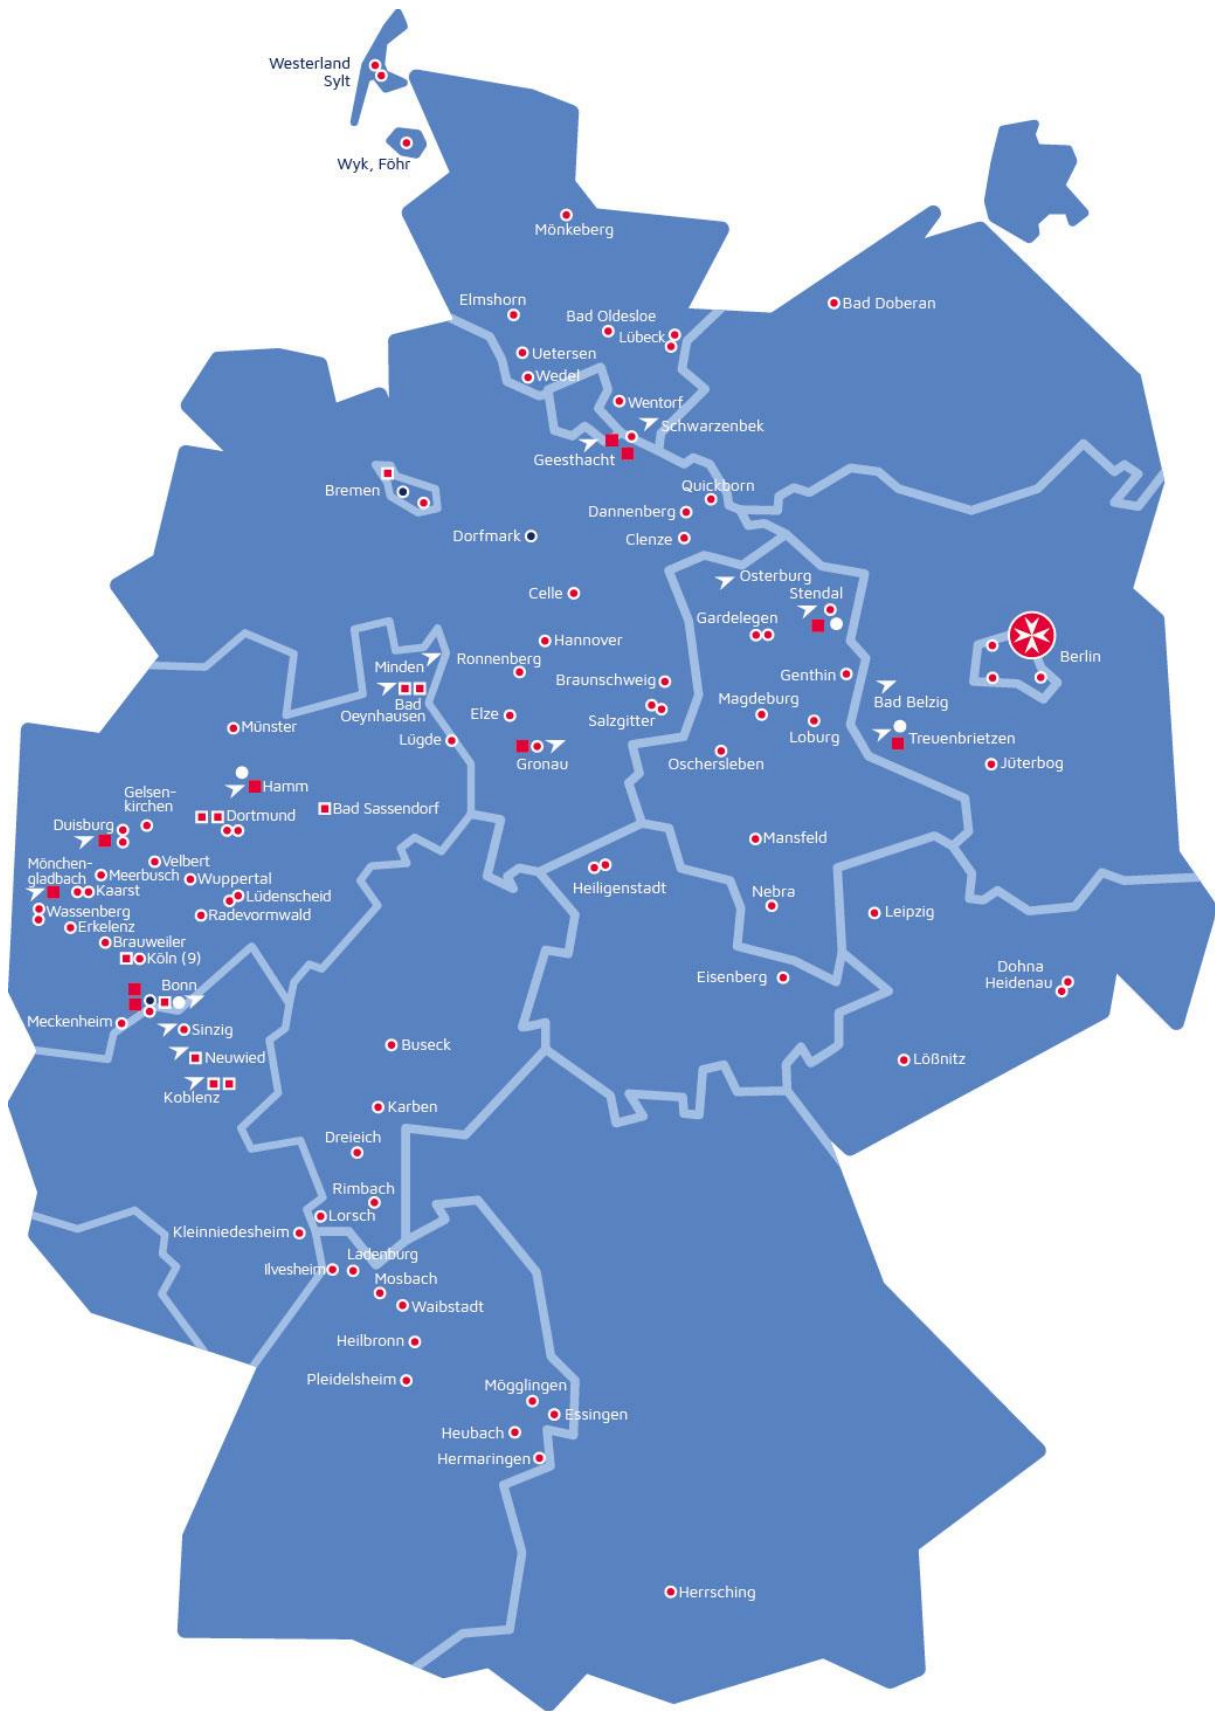 Westerland
Sylt
Wyk, Föhr
Mönkeberg
Elmshorn
Bad Doberan
Bad Oldesloe
Lübeck
Uetersen
Wedel
Wentorf
Schwarzenbek
Geesthacht
Quickborn
Bremen
Dannenberg
Dorfmark
Clenze
Osterburg
Celle
Stendal
Gardelegen
Hannover
Berlin
Minden
Ronnenberg
Genthin
Braunschweig
Magdeburg
Bad Belzig
Bad
Oeynhausen
Elze
Salzgitter
Münster
Lügde
Loburg
Treuenbrietzen
Gronau
Oschersleben
Jüterbog
Hamm
Gelsen-
kirchen
Bad Sassendorf
Dortmund
Duisburg
Mansfeld
Velbert
Mönchen-
gladbach
Meerbusch
Wuppertal
Heiligenstadt
Kaarst
Nebra
Lüdenscheid
Wassenberg
Radevormwald
Leipzig
Erkelenz
Brauweiler
Köln (9)
Dohna
Heidenau
Eisenberg
Bonn
Meckenheim
Sinzig
Buseck
Neuwied
Lößnitz
Koblenz
Karben
Dreieich
Rimbach
Lorsch
Kleinniedesheim
Ladenburg
Ilvesheim
Mosbach
Waibstadt
Heilbronn
Pleidelsheim
Mögglingen
Essingen
Heubach
Hermaringen
Herrsching